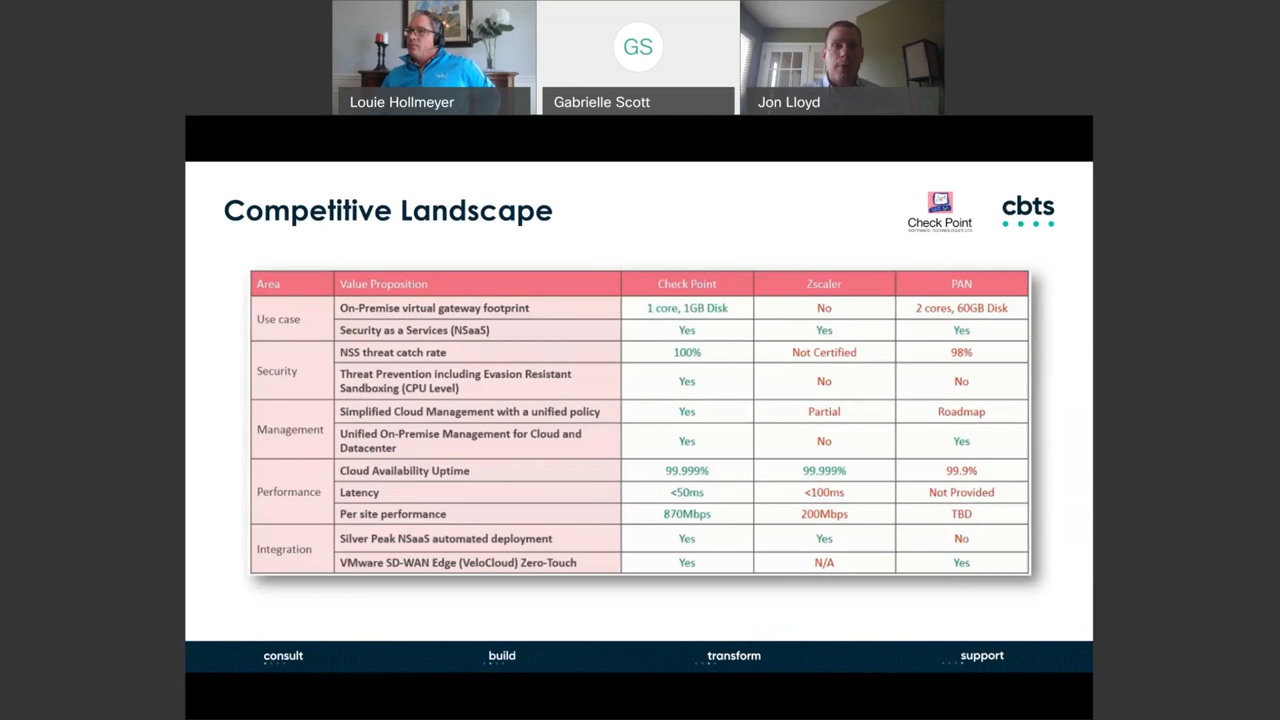 GS
Louie Hollmeyer
Gabrielle Scott
Jon Lloyd
Competitive Landscape
Check Point
SOFTWARE TECHNOLOGIES LTD
cbts
Area Value Proposition Check Point Zscaler PAN
Use case
On-Premise virtual gateway footprint 1 core, 1GB Disk No 2 cores, 60GB Disk
Security as a Services (NSaaS) Yes Yes Yes
Security
NSS threat catch rate 100% Not Certified 98%
Threat Prevention including Evasion Resistant
Sandboxing (CPU Level) Yes No No
Management
Simplified Cloud Management with a unified policy Yes Partial Roadmap
Unified On-Premise Management for Cloud and
Datacenter Yes No Yes
Performance
Cloud Availability Uptime 99.999% 99.999% 99.9%
Latency <50ms <100ms Not Provided
Per site performance 870Mbps 200Mbps TBD
Integration
Silver Peak NSaaS automated deployment Yes Yes No
VMware SD-WAN Edge (VeloCloud) Zero-Touch Yes N/A Yes
consult build transform support